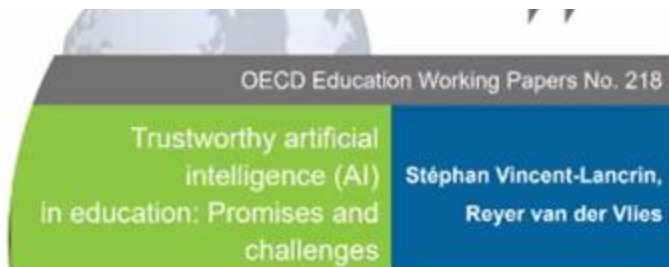 OECD Education Working Papers No. 218
Trustworthy artificial
intelligence (AI)
in education: Promises and
challenges
Stéphan Vincent-Lancrin,
Reyer van der Vlies